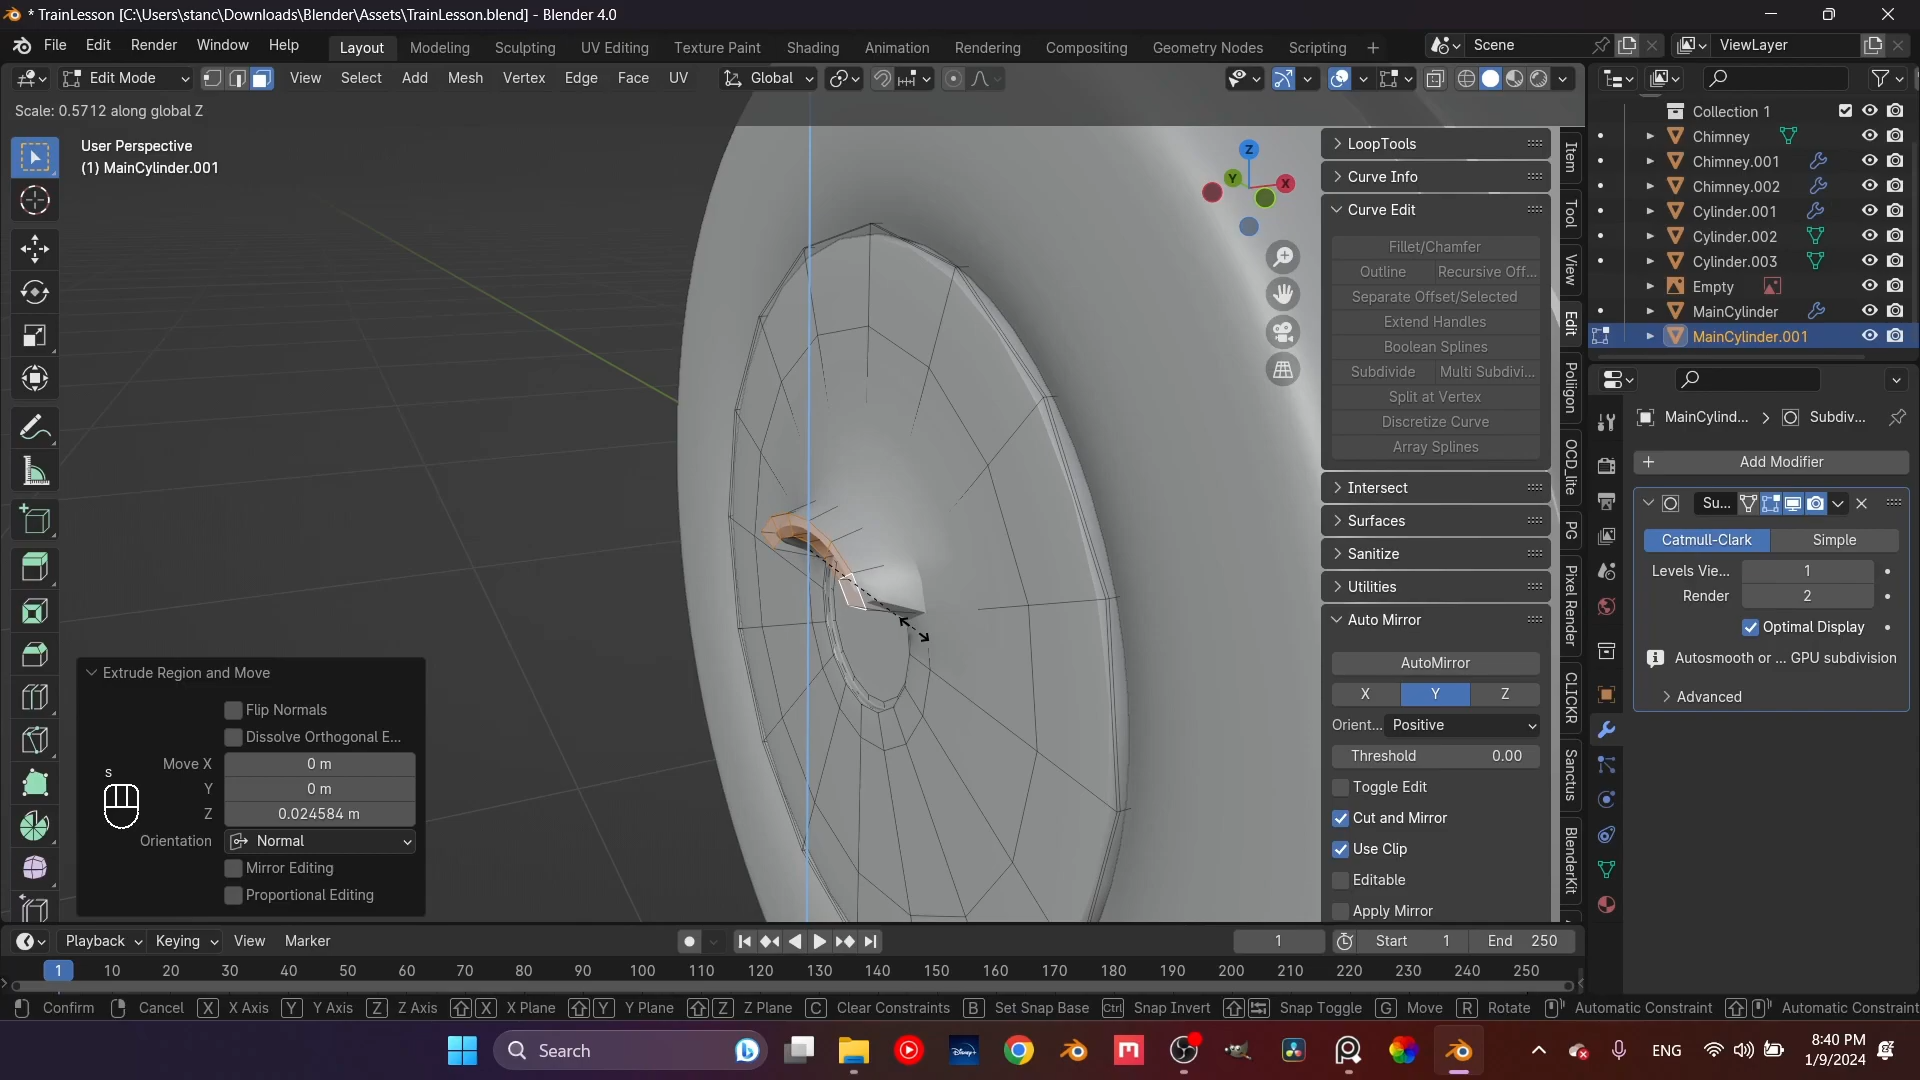 * TrainLesson [C:\Users\stanc\Downloads\Blender\Assets\TrainLesson.blend] - Blender 4.0
File Edit Render Window Help Layout Modeling Sculpting UV Editing Texture Paint Shading Animation Rendering Compositing Geometry Nodes Scripting + Scene ViewLayer
Edit Mode View Select Add Mesh Vertex Edge Face UV Global
Scale: 0.5712 along global Z
User Perspective
(1) MainCylinder.001
Z
Y
X
LoopTools
Curve Info
Curve Edit
Fillet/Chamfer
Outline Recursive Off...
Separate Offset/Selected
Extend Handles
Boolean Splines
Subdivide Multi Subdivi...
Split at Vertex
Discretize Curve
Array Splines
Intersect
Surfaces
Sanitize
Utilities
Auto Mirror
AutoMirror
X Y Z
Orient... Positive
Threshold 0.00
Toggle Edit
Cut and Mirror
Use Clip
Editable
Apply Mirror
Item
Tool
View
Edit
Poliigon
OCD_lite
PG
Pixel Render
CLICKR
Sanctus
BlenderKit
Collection 1
Chimney
Chimney.001
Chimney.002
Cylinder.001
Cylinder.002
Cylinder.003
Empty
MainCylinder
MainCylinder.001
MainCylind... > Subdiv...
+ Add Modifier
Su...
Catmull-Clark Simple
Levels Vie... 1
Render 2
Optimal Display
Autosmooth or ... GPU subdivision
Advanced
Extrude Region and Move
Flip Normals
Dissolve Orthogonal E...
Move X 0 m
Y 0 m
Z 0.024584 m
Orientation Normal
Mirror Editing
Proportional Editing
s
Playback Keying View Marker 1 Start 1 End 250
1 10 20 30 40 50 60 70 80 90 100 110 120 130 140 150 160 170 180 190 200 210 220 230 240 250
Confirm Cancel X X Axis Y Y Axis Z Z Axis X X Plane Y Y Plane Z Z Plane C Clear Constraints B Set Snap Base Ctrl Snap Invert Snap Toggle G Move R Rotate Automatic Constraint Automatic Constraint
Search Disney+ ENG 8:40 PM
1/9/2024